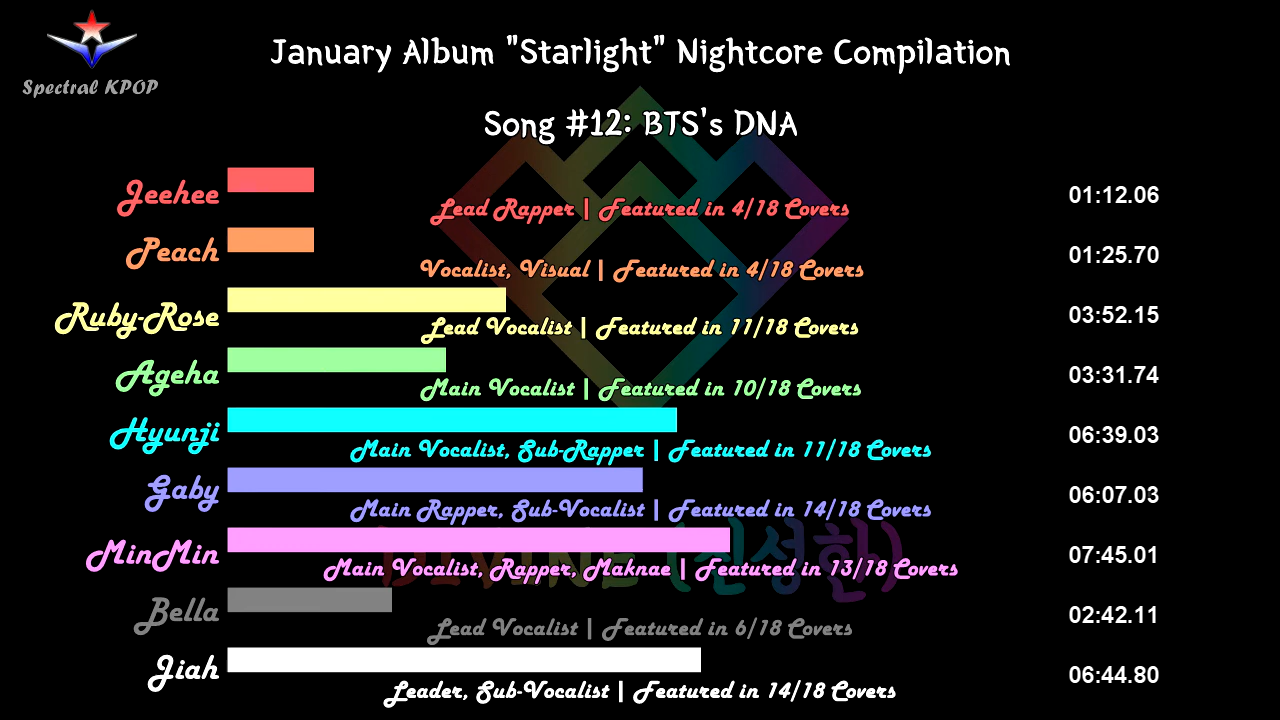 Spectral KPOP
January Album "Starlight" Nightcore Compilation
Song #12: BTS's DNA
Jeehee
Lead Rapper | Featured in 4/18 Covers
01:12.06
Peach
Vocalist, Visual | Featured in 4/18 Covers
01:25.70
Ruby-Rose
Lead Vocalist | Featured in 11/18 Covers
03:52.15
Ageha
Main Vocalist | Featured in 10/18 Covers
03:31.74
Hyunji
Main Vocalist, Sub-Rapper | Featured in 11/18 Covers
06:39.03
Gaby
Main Rapper, Sub-Vocalist | Featured in 14/18 Covers
06:07.03
DIVINE (신성한)
MinMin
Main Vocalist, Rapper, Maknae | Featured in 13/18 Covers
07:45.01
Bella
Lead Vocalist | Featured in 6/18 Covers
02:42.11
Jiah
Leader, Sub-Vocalist | Featured in 14/18 Covers
06:44.80